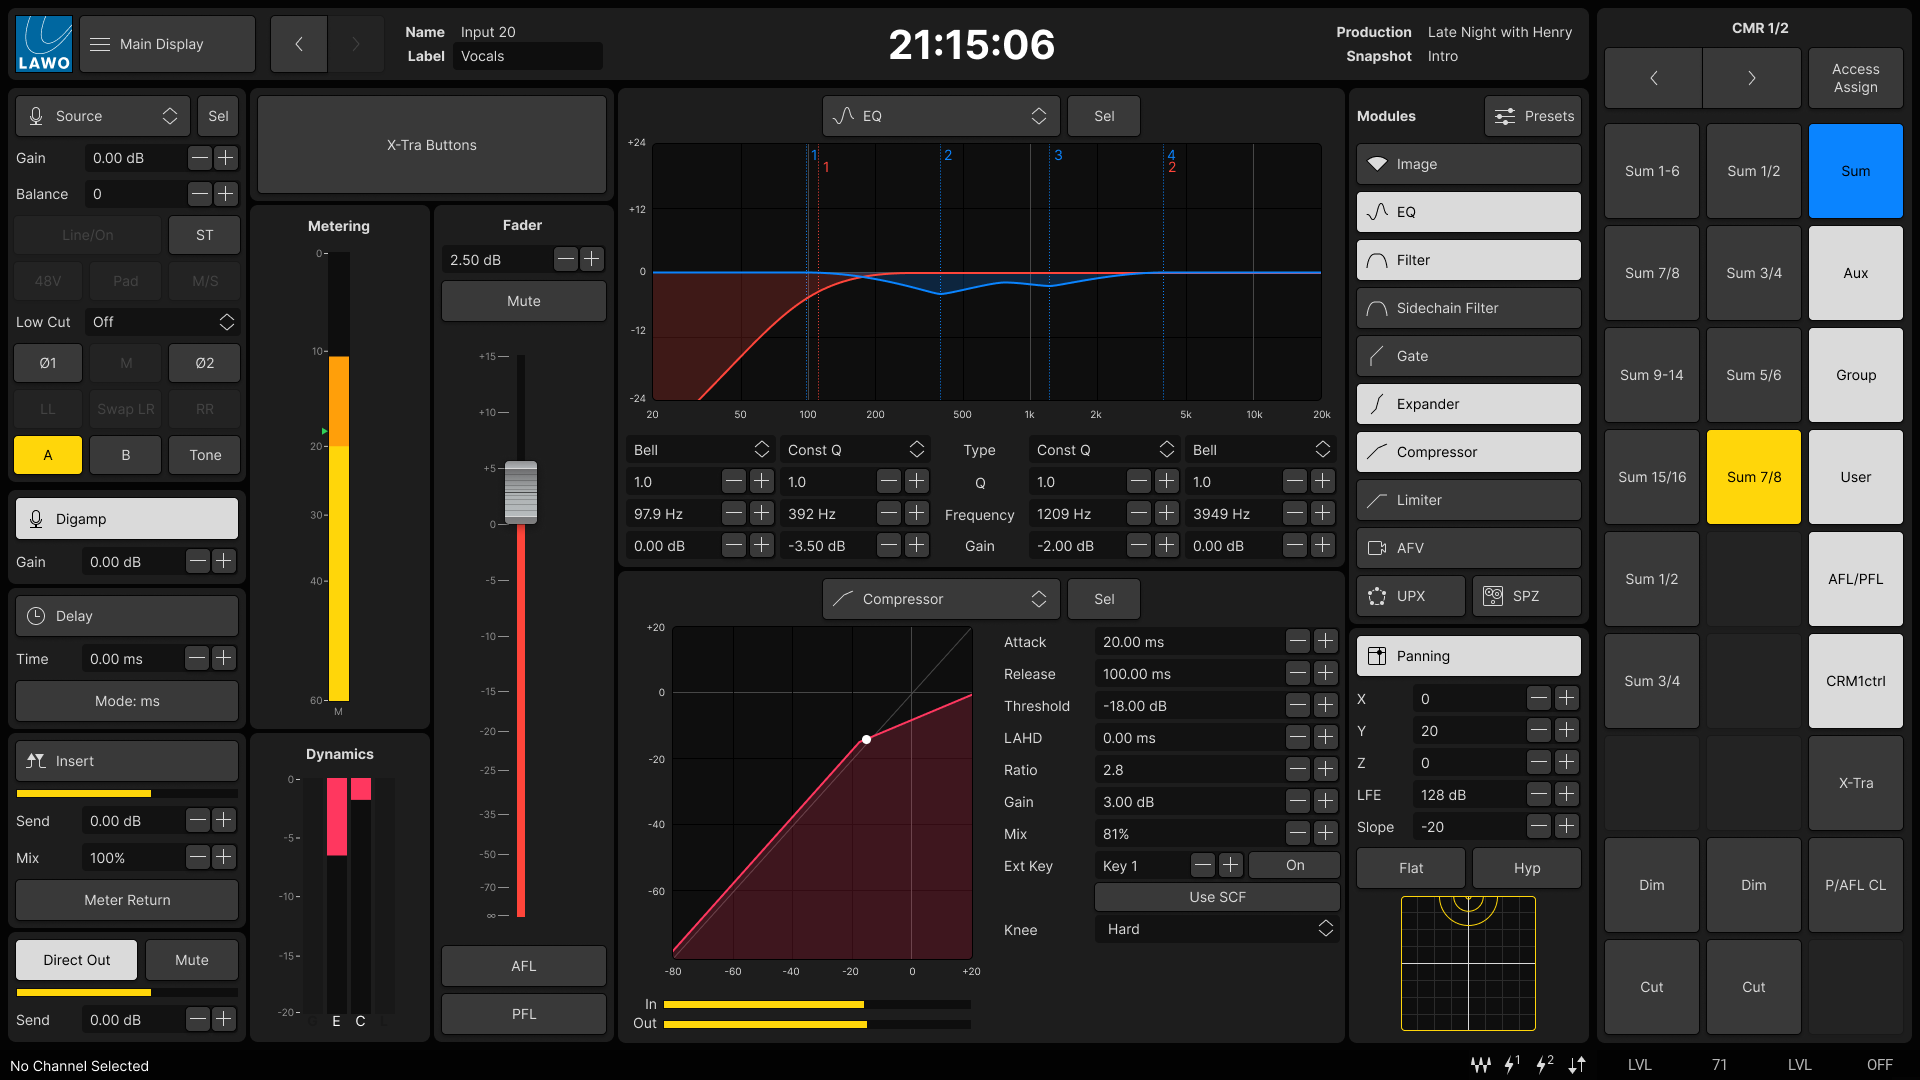 LAWO
Main Display
Name Input 20
Label Vocals
21:15:06
Production Late Night with Henry
Snapshot Intro
CMR 1/2
Access
Assign
Source Sel
Gain 0.00 dB
Balance 0
Line/On ST
48V Pad M/S
Low Cut Off
Ø1 M Ø2
LL Swap LR RR
A B Tone
Digamp
Gain 0.00 dB
Delay
Time 0.00 ms
Mode: ms
Insert
Send 0.00 dB
Mix 100%
Meter Return
Direct Out Mute
Send 0.00 dB
X-Tra Buttons
Metering
0
10
20
30
40
60
M
Dynamics
0
-5
-10
-15
-20
G E C L
Fader
2.50 dB
Mute
+15
+10
+5
0
-5
-10
-15
-20
-25
-35
-50
-70
∞
AFL
PFL
EQ Sel
+24
+12
0
-12
-24
1 2 3 4
1 2
20 50 100 200 500 1k 2k 5k 10k 20k
Bell Const Q Type Const Q Bell
1.0 1.0 Q 1.0 1.0
97.9 Hz 392 Hz Frequency 1209 Hz 3949 Hz
0.00 dB -3.50 dB Gain -2.00 dB 0.00 dB
Compressor Sel
+20
0
-20
-40
-60
-80 -60 -40 -20 0 +20
In
Out
Attack 20.00 ms
Release 100.00 ms
Threshold -18.00 dB
LAHD 0.00 ms
Ratio 2.8
Gain 3.00 dB
Mix 81%
Ext Key Key 1 On
Use SCF
Knee Hard
Modules Presets
Image
EQ
Filter
Sidechain Filter
Gate
Expander
Compressor
Limiter
AFV
UPX SPZ
Panning
X 0
Y 20
Z 0
LFE 128 dB
Slope -20
Flat Hyp
Sum 1-6 Sum 1/2 Sum
Sum 7/8 Sum 3/4 Aux
Sum 9-14 Sum 5/6 Group
Sum 15/16 Sum 7/8 User
Sum 1/2 AFL/PFL
Sum 3/4 CRM1ctrl
X-Tra
Dim Dim P/AFL CL
Cut Cut
No Channel Selected
1 2
LVL 71 LVL OFF